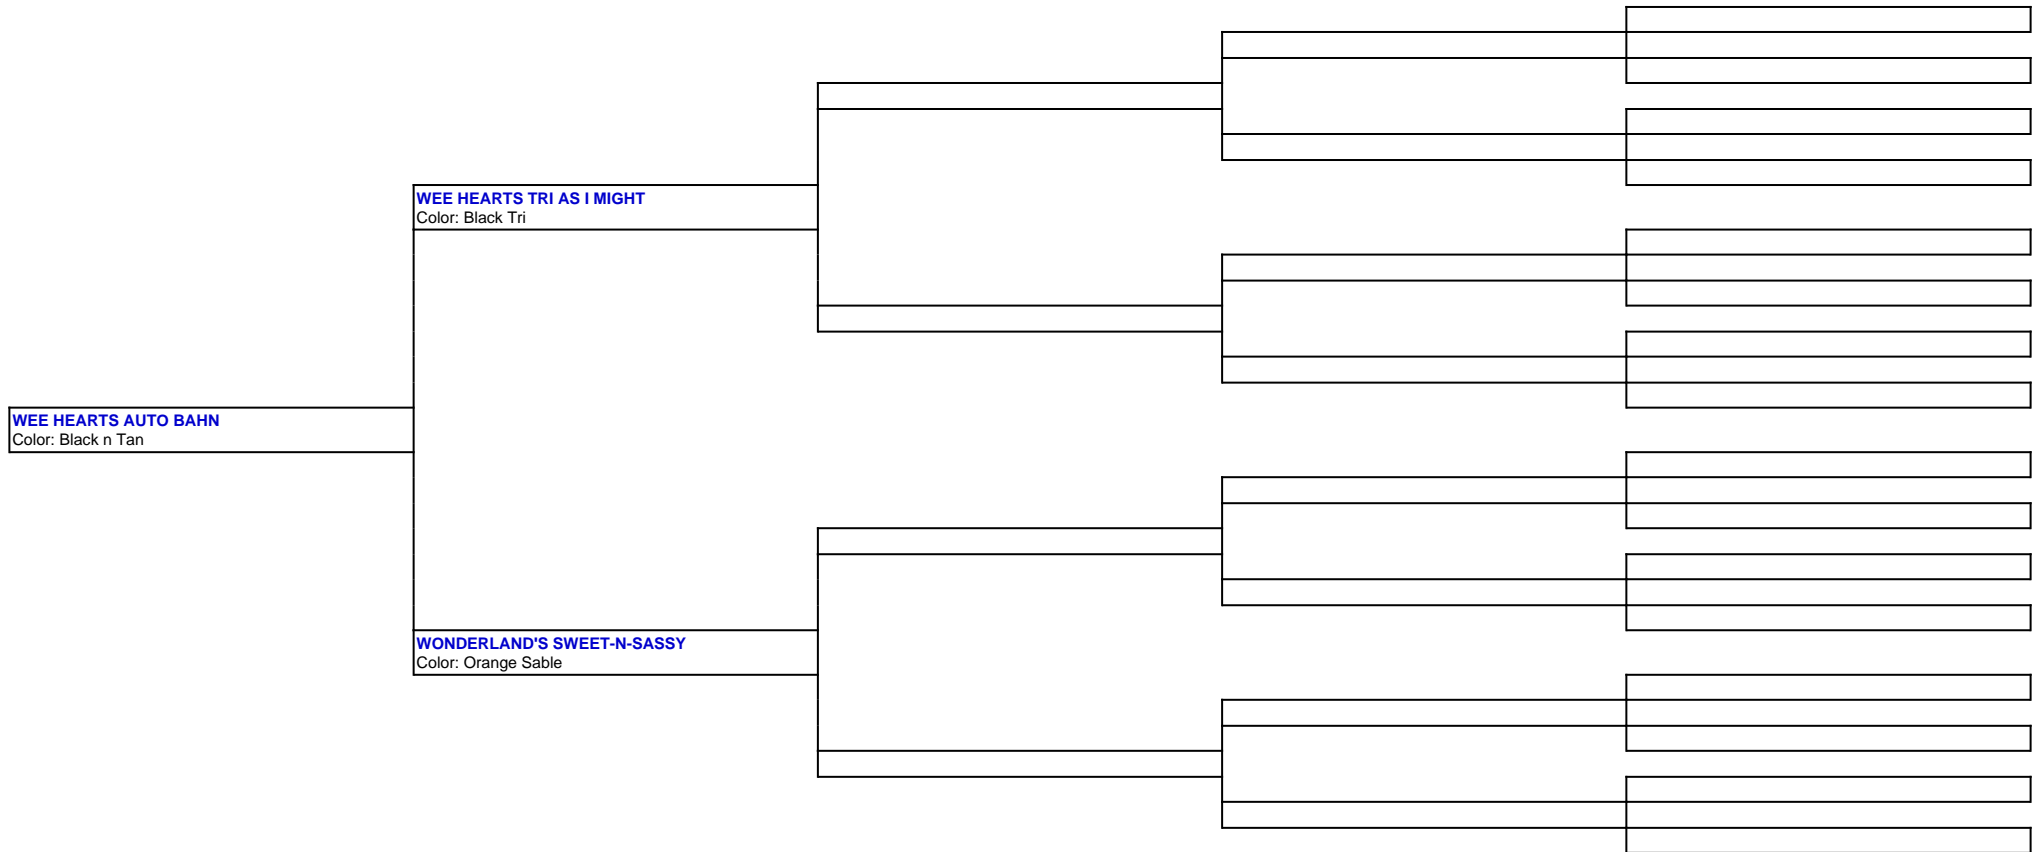 WEE HEARTS TRI AS I MIGHT
Color: Black Tri
WEE HEARTS AUTO BAHN
Color: Black n Tan
WONDERLAND'S SWEET-N-SASSY
Color: Orange Sable